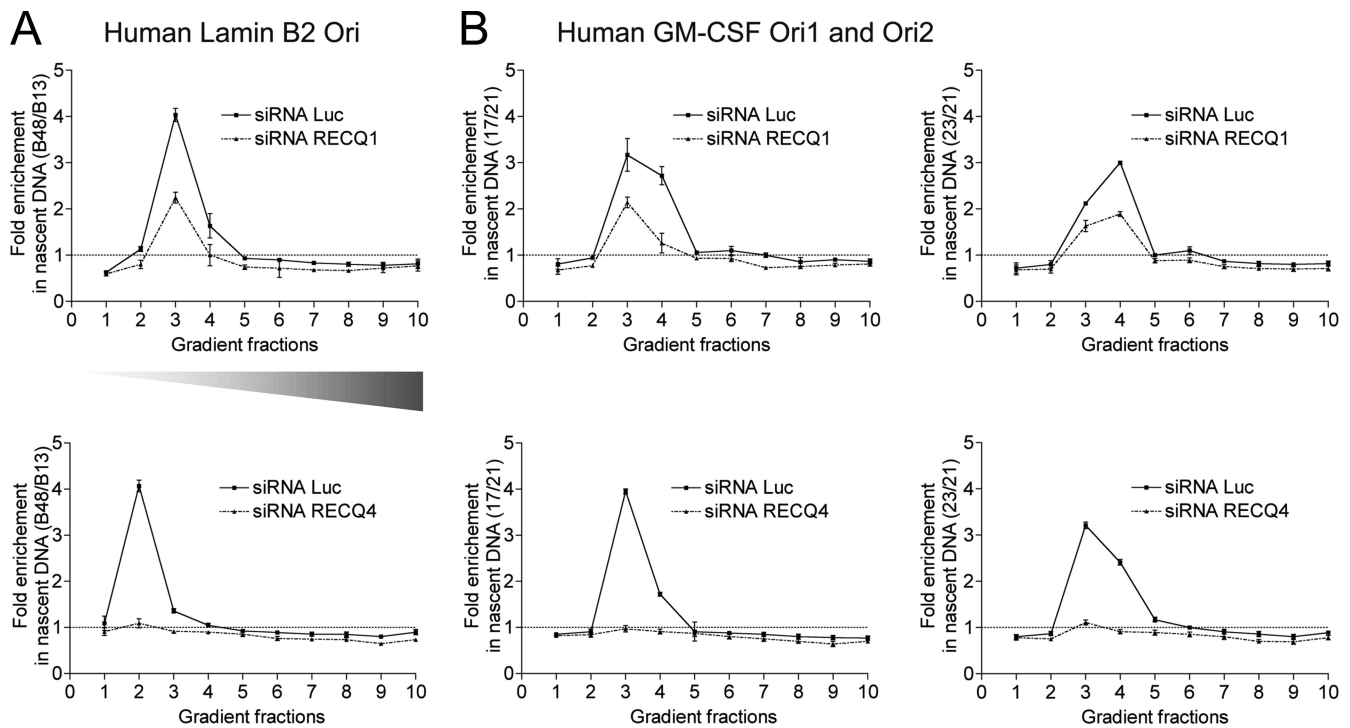 A
Human Lamin B2 Ori
B
Human GM-CSF Ori1 and Ori2
Fold enrichement
in nascent DNA (B48/B13)
5
4
3
2
1
0
siRNA Luc
siRNA RECQ1
0 1 2 3 4 5 6 7 8 9 10
Gradient fractions
Fold enrichement
in nascent DNA (17/21)
5
4
3
2
1
0
siRNA Luc
siRNA RECQ1
0 1 2 3 4 5 6 7 8 9 10
Gradient fractions
Fold enrichement
in nascent DNA (23/21)
5
4
3
2
1
0
siRNA Luc
siRNA RECQ1
0 1 2 3 4 5 6 7 8 9 10
Gradient fractions
Fold enrichement
in nascent DNA (B48/B13)
5
4
3
2
1
0
siRNA Luc
siRNA RECQ4
0 1 2 3 4 5 6 7 8 9 10
Gradient fractions
Fold enrichement
in nascent DNA (17/21)
5
4
3
2
1
0
siRNA Luc
siRNA RECQ4
0 1 2 3 4 5 6 7 8 9 10
Gradient fractions
Fold enrichement
in nascent DNA (23/21)
5
4
3
2
1
0
siRNA Luc
siRNA RECQ4
0 1 2 3 4 5 6 7 8 9 10
Gradient fractions